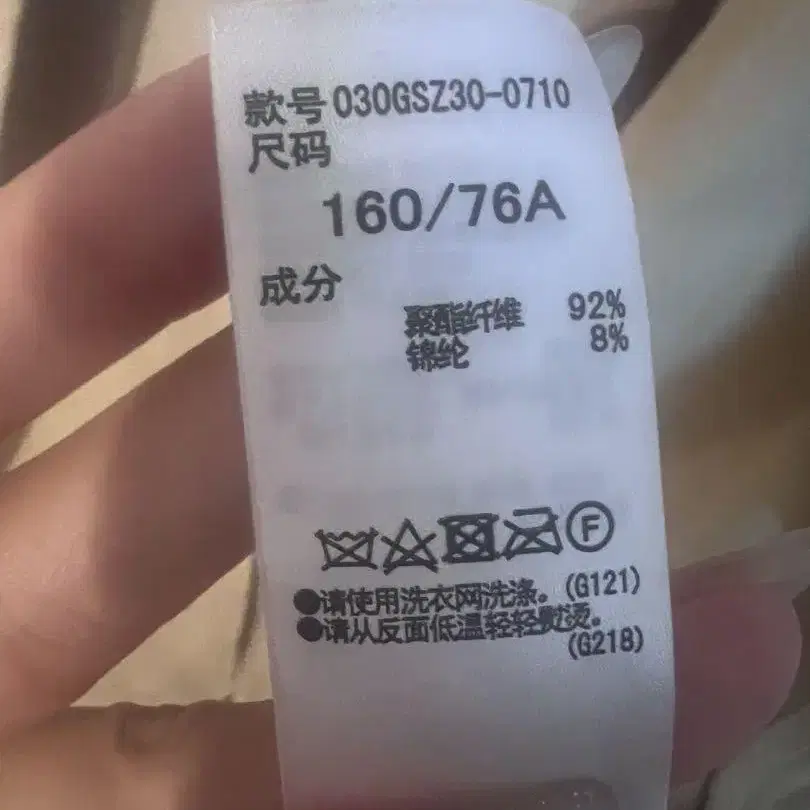 款号 030GSZ30-0710
尺码
160/76A
成分
聚酯纤维 92%
锦纶 8%
F
●请使用洗衣网洗涤。(G121)
●请从反面低温轻轻熨烫。
(G218)